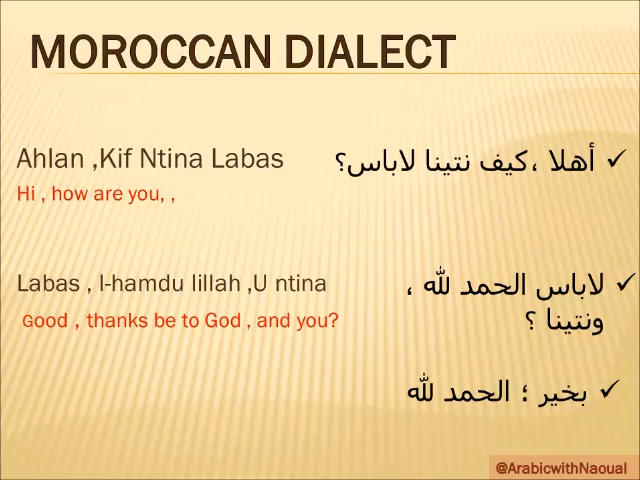 MOROCCAN DIALECT
Ahlan ,Kif Ntina Labas
✓ أهلا ،كيف نتينا لاباس؟
Hi , how are you, ,
Labas , l-hamdu lillah ,U ntina
✓ لاباس الحمد لله ،
ونتينا ؟
Good , thanks be to God , and you?
✓ بخير ؛ الحمد لله
@ArabicwithNaoual